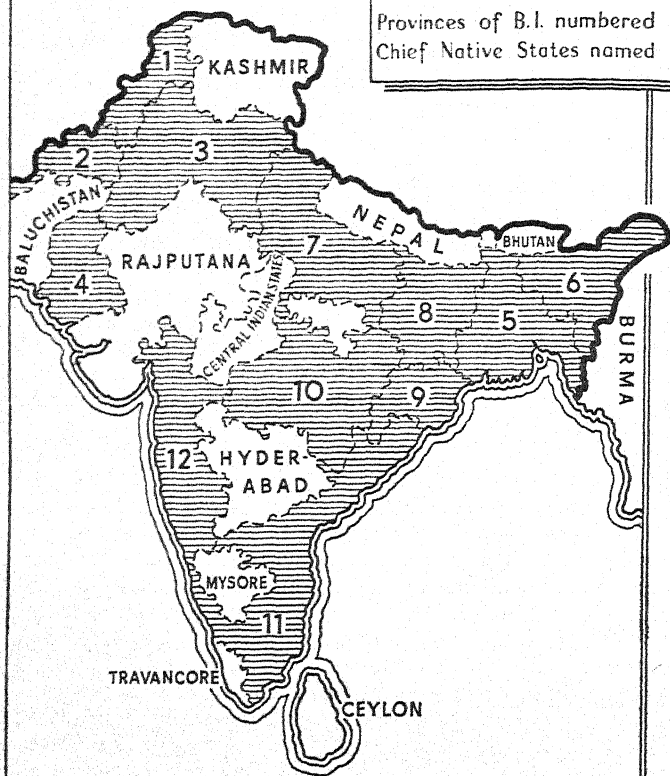 Provinces of B.I. numbered
Chief Native States named
1
KASHMIR
2
3
BALUCHISTAN
NEPAL
4
RAJPUTANA
7
BHUTAN
6
CENTRAL INDIAN STATES
8
5
BURMA
10
9
12
HYDER-
ABAD
MYSORE
11
TRAVANCORE
CEYLON